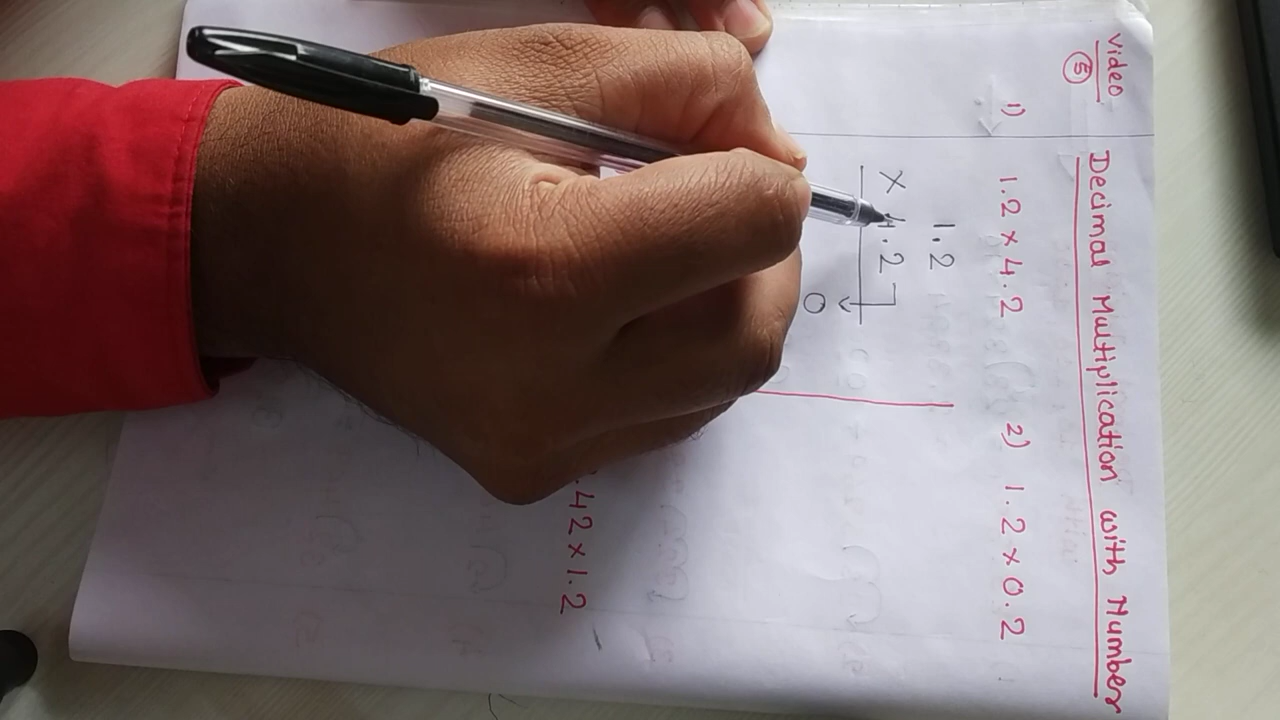 Video
5
Decimal Multiplication with Number
1) 1.2 × 4.2
2) 1.2 × 0.2
1.2
× 4.2
0
.42 × 1.2